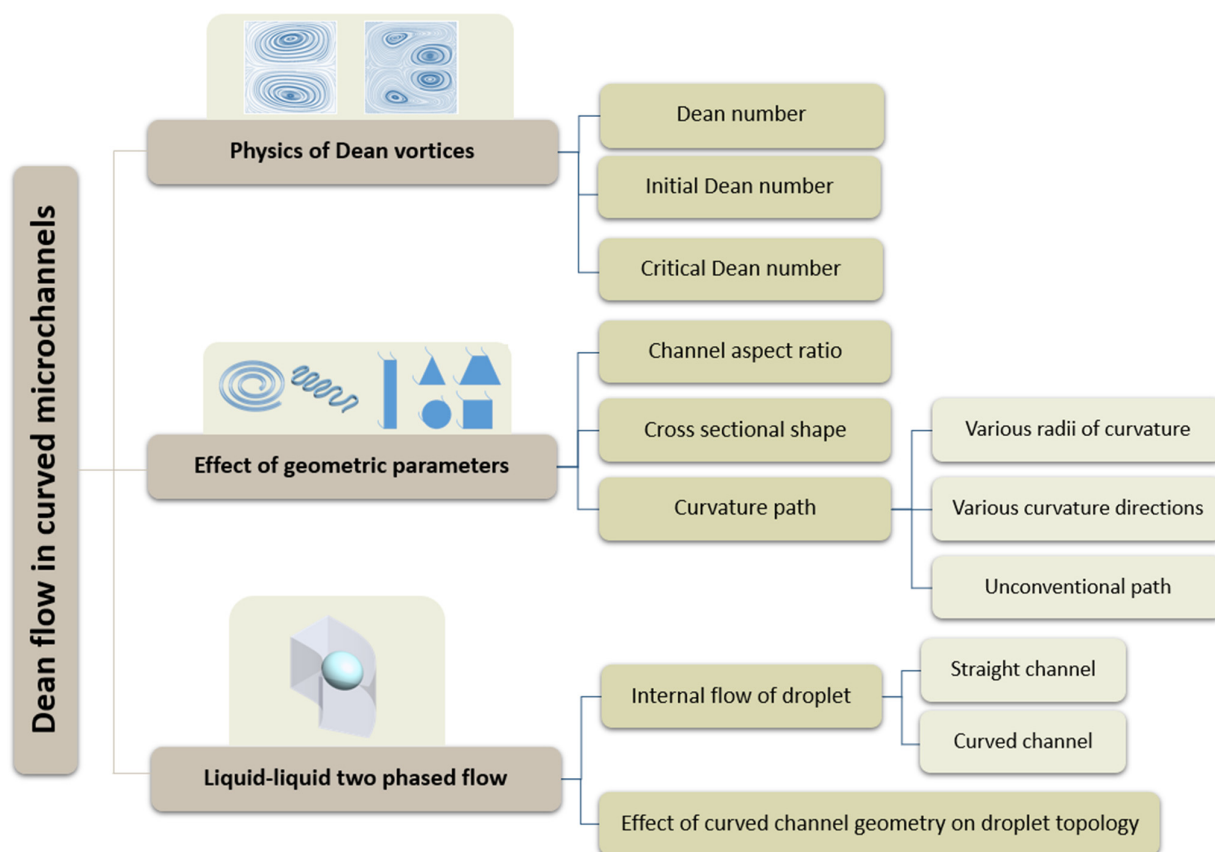 Dean flow in curved microchannels
Physics of Dean vortices
Dean number
Initial Dean number
Critical Dean number
Effect of geometric parameters
Channel aspect ratio
Cross sectional shape
Curvature path
Various radii of curvature
Various curvature directions
Unconventional path
Liquid-liquid two phased flow
Internal flow of droplet
Straight channel
Curved channel
Effect of curved channel geometry on droplet topology